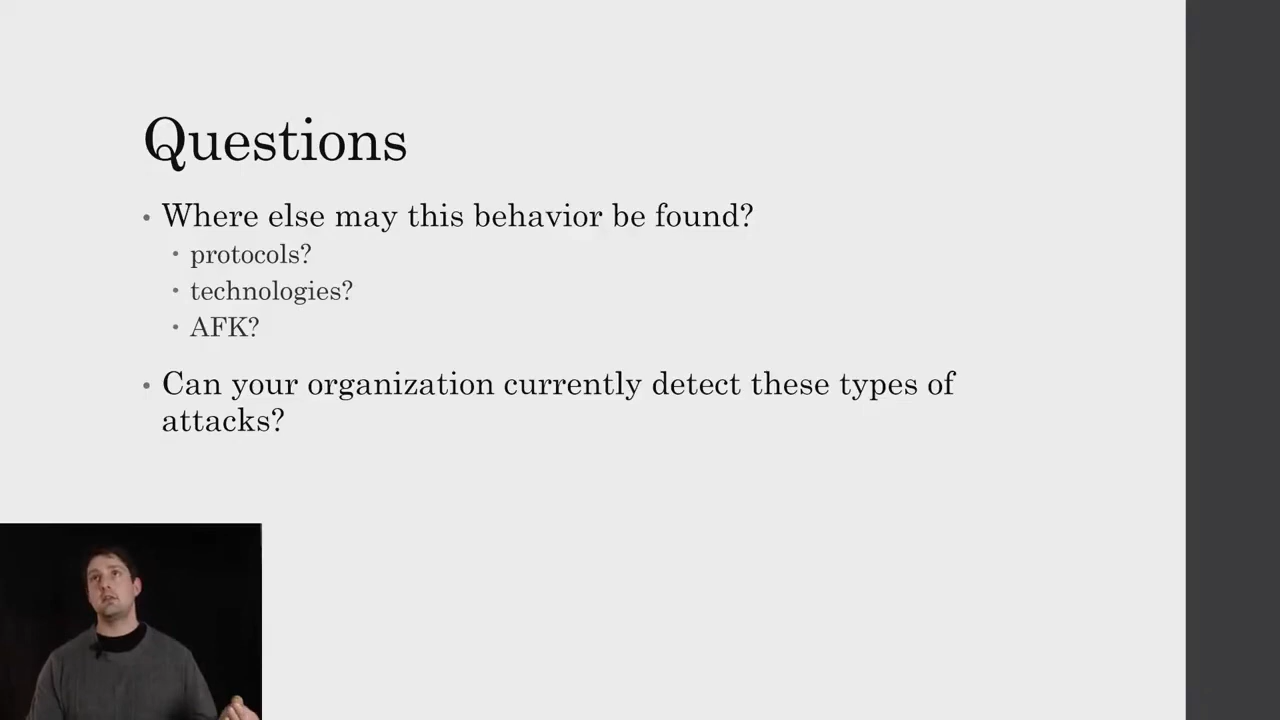 Questions
• Where else may this behavior be found?
• protocols?
• technologies?
• AFK?
• Can your organization currently detect these types of
attacks?